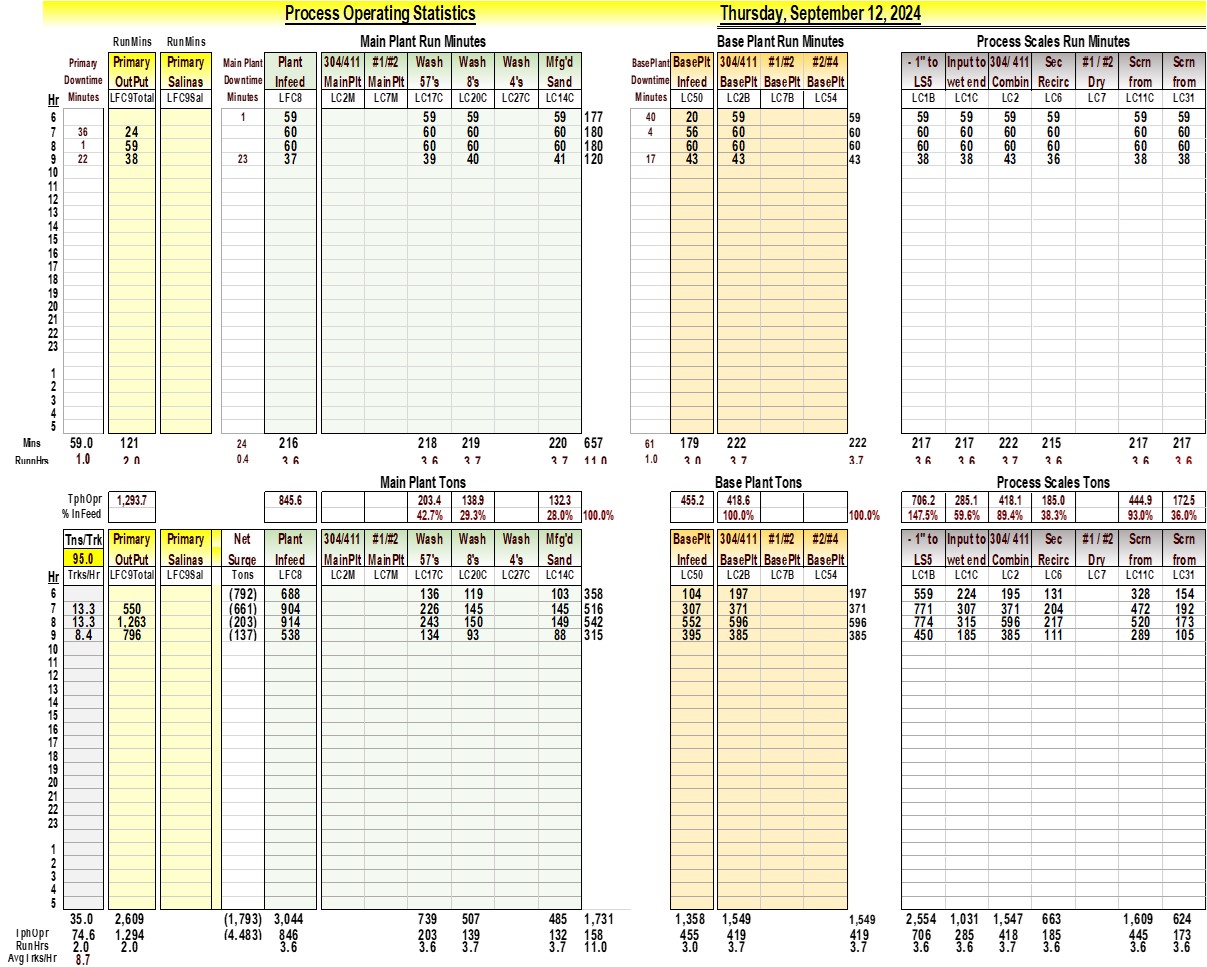 Process Operating Statistics Thursday, September 12, 2024
RunMins RunMins Main Plant Run Minutes Base Plant Run Minutes Process Scales Run Minutes
Primary Primary Primary Main Plant Plant 304/411 #1/#2 Wash Wash Wash Mfg'd BasePlant BasePlt 304/411 #1/#2 #2/#4 - 1" to Input to 304/ 411 Sec #1 / #2 Scrn Scrn
Downtime OutPut Salinas Downtime Infeed MainPlt MainPlt 57's 8's 4's Sand Downtime Infeed BasePlt BasePlt BasePlt LS5 wet end Combin Recirc Dry from from
Hr Minutes LFC9Total LFC9Sal Minutes LFC8 LC2M LC7M LC17C LC20C LC27C LC14C Minutes LC50 LC2B LC7B LC54 LC1B LC1C LC2 LC6 LC7 LC11C LC31
6 1 59 59 59 59 177 40 20 59 59 59 59 59 59 59 59
7 36 24 60 60 60 60 180 4 56 60 60 60 60 60 60 60 60
8 1 59 60 60 60 60 180 60 60 60 60 60 60 60 60 60
9 22 38 23 37 39 40 41 120 17 43 43 43 38 38 43 36 38 38
10
11
12
13
14
15
16
17
18
19
20
21
22
23
1
2
3
4
5
Mins 59.0 121 24 216 218 219 220 657 61 179 222 222 217 217 222 215 217 217
RunnHrs 1.0 2.0 0.4 3.6 3.6 3.7 3.7 11.0 1.0 3.0 3.7 3.7 3.6 3.6 3.7 3.6 3.6 3.6
Main Plant Tons Base Plant Tons Process Scales Tons
TphOpr 1,293.7 845.6 203.4 138.9 132.3 455.2 418.6 706.2 285.1 418.1 185.0 444.9 172.5
% InFeed 42.7% 29.3% 28.0% 100.0% 100.0% 100.0% 147.5% 59.6% 89.4% 38.3% 93.0% 36.0%
Tns/Trk Primary Primary Net Plant 304/411 #1/#2 Wash Wash Wash Mfg'd BasePlt 304/411 #1/#2 #2/#4 - 1" to Input to 304/ 411 Sec #1 / #2 Scrn Scrn
95.0 OutPut Salinas Surge Infeed MainPlt MainPlt 57's 8's 4's Sand Infeed BasePlt BasePlt BasePlt LS5 wet end Combin Recirc Dry from from
Hr Trks/Hr LFC9Total LFC9Sal Tons LFC8 LC2M LC7M LC17C LC20C LC27C LC14C LC50 LC2B LC7B LC54 LC1B LC1C LC2 LC6 LC7 LC11C LC31
6 (792) 688 136 119 103 358 104 197 197 559 224 195 131 328 154
7 13.3 550 (661) 904 226 145 145 516 307 371 371 771 307 371 204 472 192
8 13.3 1,263 (203) 914 243 150 149 542 552 596 596 774 315 596 217 520 173
9 8.4 796 (137) 538 134 93 88 315 395 385 385 450 185 385 111 289 105
10
11
12
13
14
15
16
17
18
19
20
21
22
23
1
2
3
4
5
35.0 2,609 (1,793) 3,044 739 507 485 1,731 1,358 1,549 1,549 2,554 1,031 1,547 663 1,609 624
TphOpr 74.6 1,294 (4,483) 846 203 139 132 158 455 419 419 706 285 418 185 445 173
RunHrs 2.0 2.0 3.6 3.6 3.7 3.7 11.0 3.0 3.7 3.7 3.6 3.6 3.7 3.6 3.6 3.6
AvgTrks/Hr 8.7